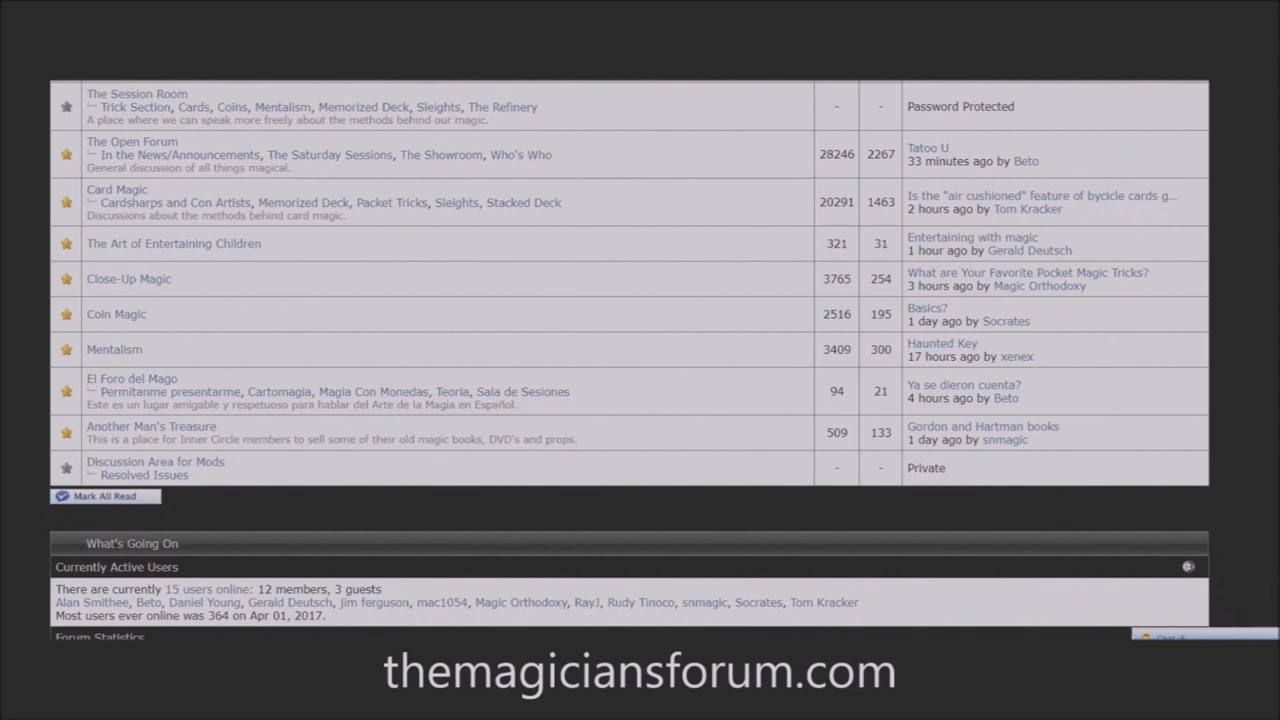 The Session Room
Trick Section, Cards, Coins, Mentalism, Memorized Deck, Sleights, The Refinery
A place where we can speak more freely about the methods behind our magic.
- - Password Protected
The Open Forum
In the News/Announcements, The Saturday Sessions, The Showroom, Who's Who
General discussion of all things magical.
28246 2267
Tatoo U
33 minutes ago by Beto
Card Magic
Cardsharps and Con Artists, Memorized Deck, Packet Tricks, Sleights, Stacked Deck
Discussions about the methods behind card magic.
20291 1463
Is the "air cushioned" feature of bycicle cards g...
2 hours ago by Tom Kracker
The Art of Entertaining Children
321 31
Entertaining with magic
1 hour ago by Gerald Deutsch
Close-Up Magic
3765 254
What are Your Favorite Pocket Magic Tricks?
3 hours ago by Magic Orthodoxy
Coin Magic
2516 195
Basics?
1 day ago by Socrates
Mentalism
3409 300
Haunted Key
17 hours ago by xenex
El Foro del Mago
Permítanme presentarme, Cartomagia, Magia Con Monedas, Teoría, Sala de Sesiones
Este es un lugar amigable y respetuoso para hablar del Arte de la Magia en Español.
94 21
Ya se dieron cuenta?
4 hours ago by Beto
Another Man's Treasure
This is a place for Inner Circle members to sell some of their old magic books, DVD's and props.
509 133
Gordon and Hartman books
1 day ago by snmagic
Discussion Area for Mods
Resolved Issues
- - Private
Mark All Read
What's Going On
Currently Active Users
There are currently 15 users online: 12 members, 3 guests
Alan Smithee, Beto, Daniel Young, Gerald Deutsch, jim ferguson, mac1054, Magic Orthodoxy, RayJ, Rudy Tinoco, snmagic, Socrates, Tom Kracker
Most users ever online was 364 on Apr 01, 2017.
Forum Statistics
themagiciansforum.com